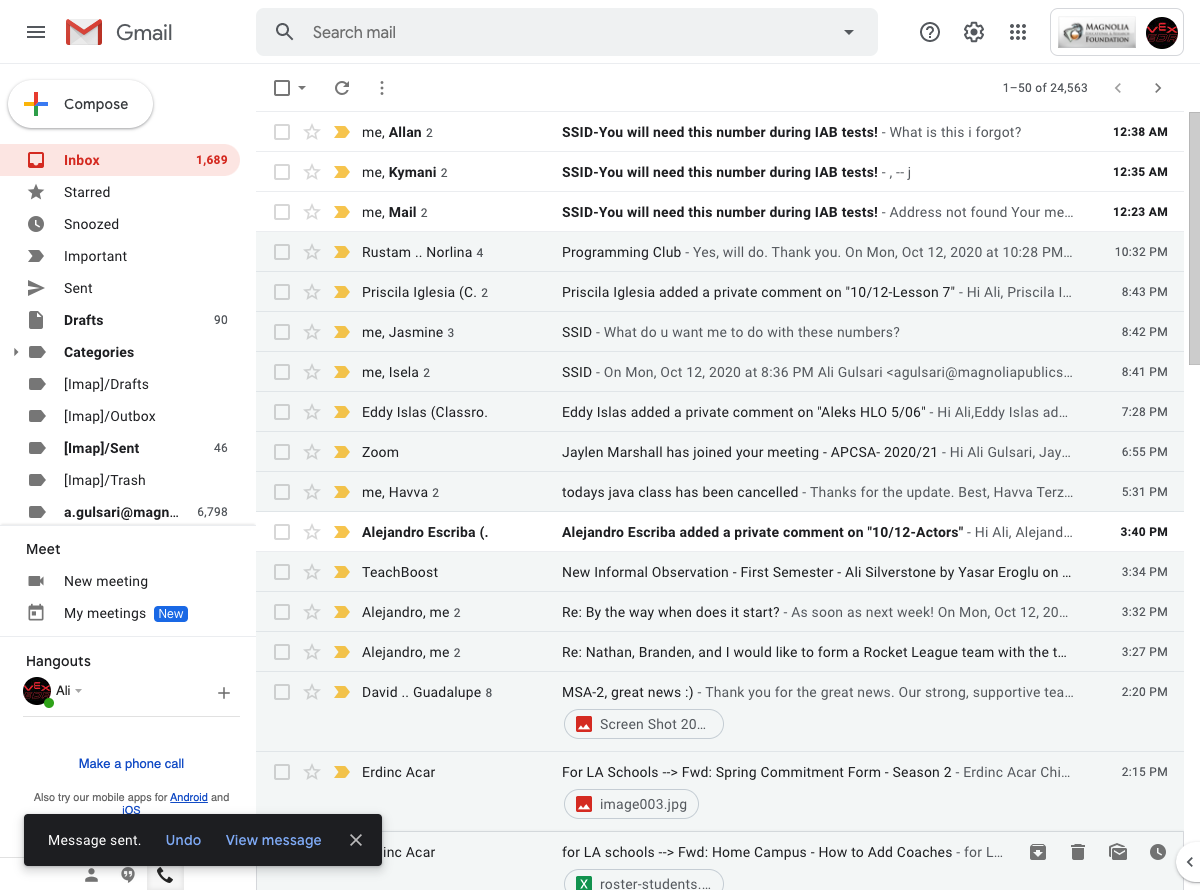 Gmail
Search mail
MAGNOLIA
FOUNDATION
Compose
1–50 of 24,563
Inbox 1,689
Starred
Snoozed
Important
Sent
Drafts 90
Categories
[Imap]/Drafts
[Imap]/Outbox
[Imap]/Sent 46
[Imap]/Trash
a.gulsari@magn... 6,798
Meet
New meeting
My meetings New
Hangouts
Ali
Make a phone call
Also try our mobile apps for Android and
iOS
me, Allan 2 SSID-You will need this number during IAB tests! - What is this i forgot? 12:38 AM
me, Kymani 2 SSID-You will need this number during IAB tests! - , -- j 12:35 AM
me, Mail 2 SSID-You will need this number during IAB tests! - Address not found Your me... 12:23 AM
Rustam .. Norlina 4 Programming Club - Yes, will do. Thank you. On Mon, Oct 12, 2020 at 10:28 PM... 10:32 PM
Priscila Iglesia (C. 2 Priscila Iglesia added a private comment on "10/12-Lesson 7" - Hi Ali, Priscila I... 8:43 PM
me, Jasmine 3 SSID - What do u want me to do with these numbers? 8:42 PM
me, Isela 2 SSID - On Mon, Oct 12, 2020 at 8:36 PM Ali Gulsari <agulsari@magnoliapublics... 8:41 PM
Eddy Islas (Classro. Eddy Islas added a private comment on "Aleks HLO 5/06" - Hi Ali,Eddy Islas ad... 7:28 PM
Zoom Jaylen Marshall has joined your meeting - APCSA- 2020/21 - Hi Ali Gulsari, Jay... 6:55 PM
me, Havva 2 todays java class has been cancelled - Thanks for the update. Best, Havva Terz... 5:31 PM
Alejandro Escriba (. Alejandro Escriba added a private comment on "10/12-Actors" - Hi Ali, Alejand... 3:40 PM
TeachBoost New Informal Observation - First Semester - Ali Silverstone by Yasar Eroglu on ... 3:34 PM
Alejandro, me 2 Re: By the way when does it start? - As soon as next week! On Mon, Oct 12, 20... 3:32 PM
Alejandro, me 2 Re: Nathan, Branden, and I would like to form a Rocket League team with the t... 3:27 PM
David .. Guadalupe 8 MSA-2, great news :) - Thank you for the great news. Our strong, supportive tea... 2:20 PM
Screen Shot 20...
Erdinc Acar For LA Schools --> Fwd: Spring Commitment Form - Season 2 - Erdinc Acar Chi... 2:15 PM
image003.jpg
inc Acar for LA schools --> Fwd: Home Campus - How to Add Coaches - for L...
X roster-students....
Message sent. Undo View message